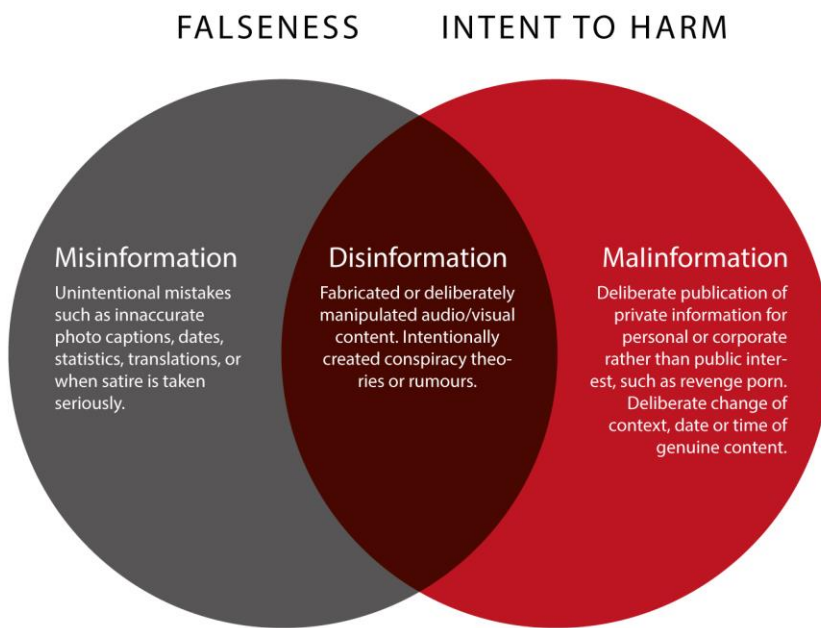 FALSENESS INTENT TO HARM
Misinformation
Unintentional mistakes
such as innaccurate
photo captions, dates,
statistics, translations, or
when satire is taken
seriously.
Disinformation
Fabricated or deliberately
manipulated audio/visual
content. Intentionally
created conspiracy theo-
ries or rumours.
Malinformation
Deliberate publication of
private information for
personal or corporate
rather than public inter-
est, such as revenge porn.
Deliberate change of
context, date or time of
genuine content.